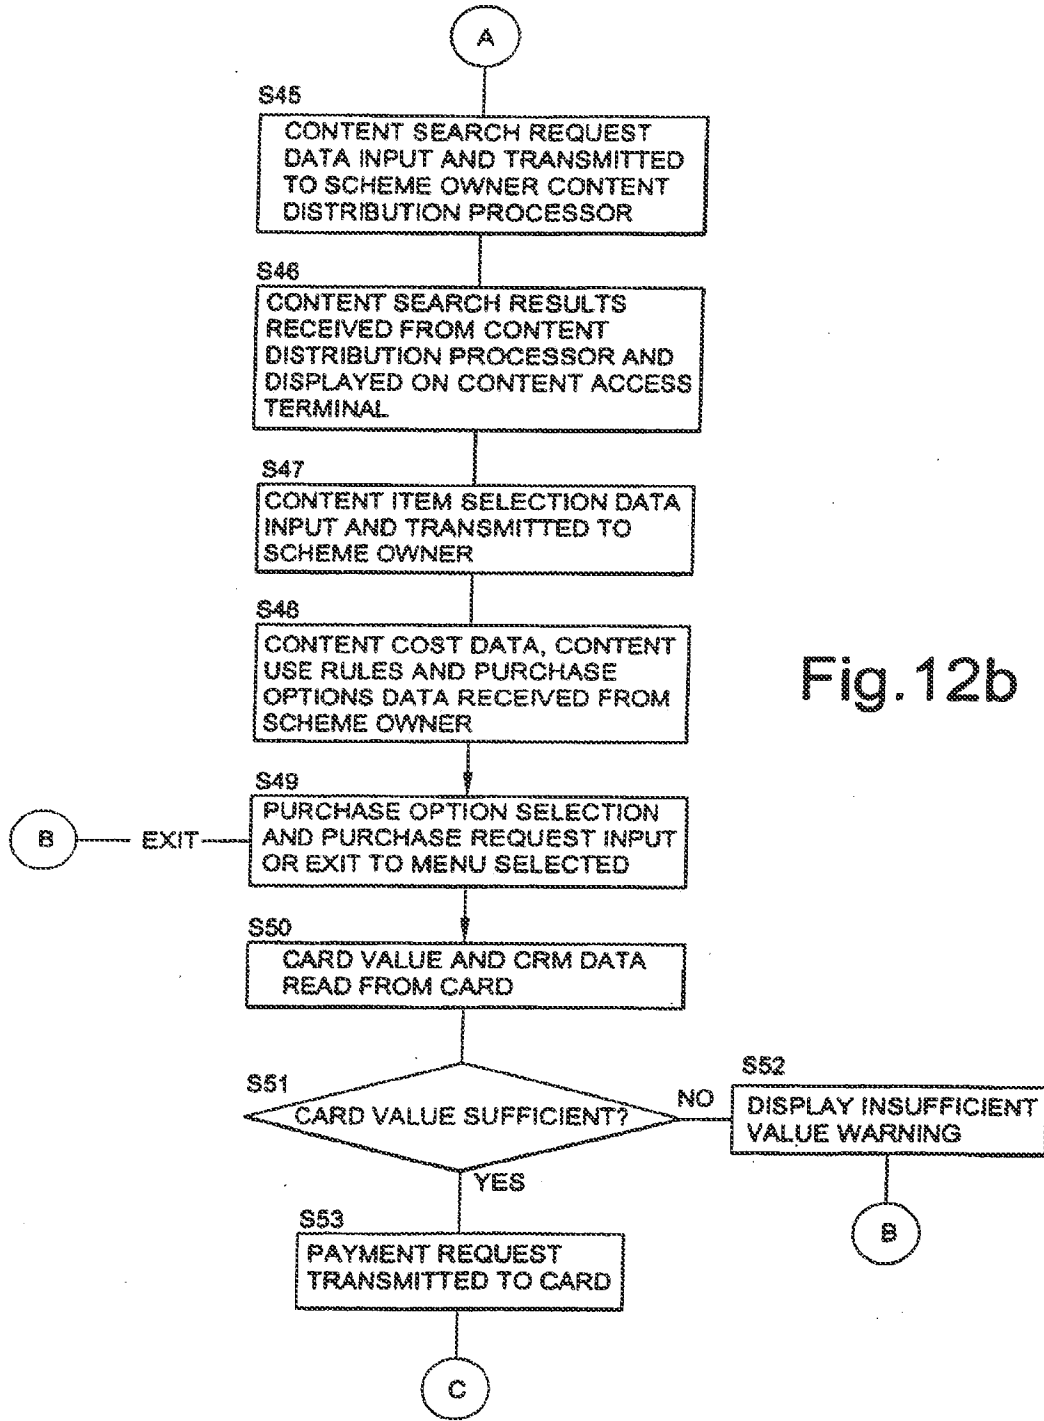 A
S45
CONTENT SEARCH REQUEST
DATA INPUT AND TRANSMITTED
TO SCHEME OWNER CONTENT
DISTRIBUTION PROCESSOR
S46
CONTENT SEARCH RESULTS
RECEIVED FROM CONTENT
DISTRIBUTION PROCESSOR AND
DISPLAYED ON CONTENT ACCESS
TERMINAL
S47
CONTENT ITEM SELECTION DATA
INPUT AND TRANSMITTED TO
SCHEME OWNER
S48
CONTENT COST DATA, CONTENT
USE RULES AND PURCHASE
OPTIONS DATA RECEIVED FROM
SCHEME OWNER
Fig.12b
S49
PURCHASE OPTION SELECTION
AND PURCHASE REQUEST INPUT
OR EXIT TO MENU SELECTED
B
EXIT
S50
CARD VALUE AND CRM DATA
READ FROM CARD
S51
CARD VALUE SUFFICIENT?
NO
S52
DISPLAY INSUFFICIENT
VALUE WARNING
YES
B
S53
PAYMENT REQUEST
TRANSMITTED TO CARD
C